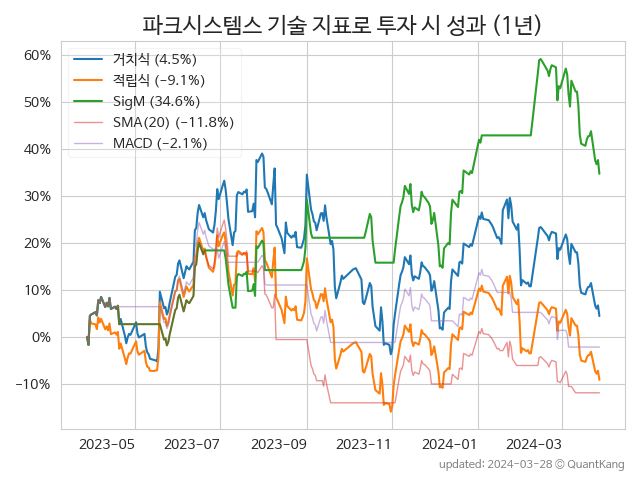 파크시스템스 기술 지표로 투자 시 성과 (1년)
거치식 (4.5%)
적립식 (−9.1%)
SigM (34.6%)
SMA(20) (−11.8%)
MACD (−2.1%)
60%
50%
40%
30%
20%
10%
0%
−10%
2023-05 2023-07 2023-09 2023-11 2024-01 2024-03
updated: 2024-03-28 © QuantKang